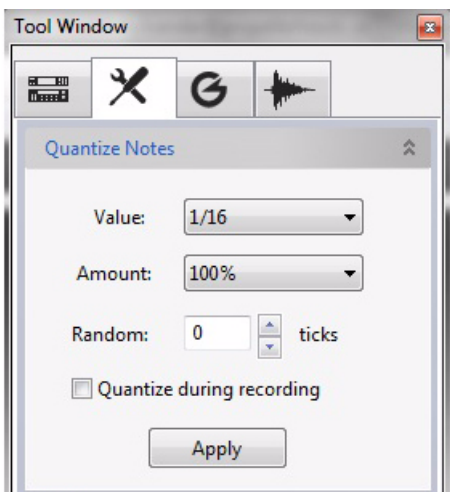 Tool Window
Quantize Notes
Value: 1/16
Amount: 100%
Random: 0 ticks
Quantize during recording
Apply